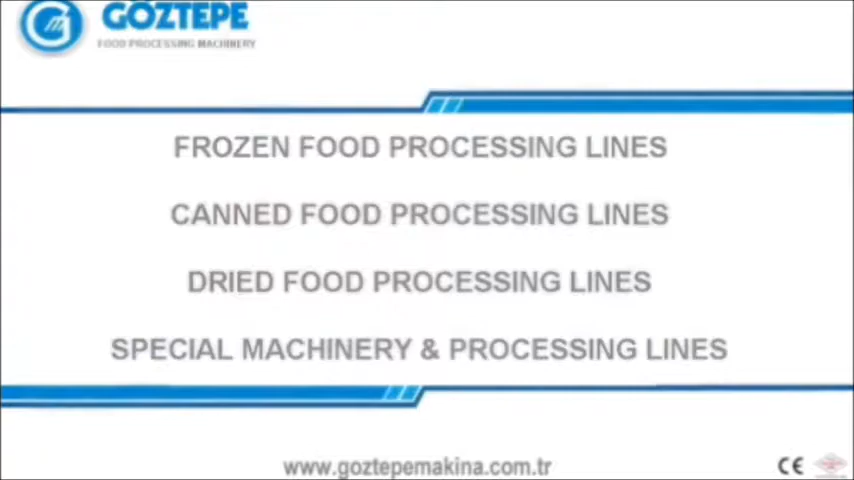 GÖZTEPE
FOOD PROCESSING MACHINERY
FROZEN FOOD PROCESSING LINES
CANNED FOOD PROCESSING LINES
DRIED FOOD PROCESSING LINES
SPECIAL MACHINERY & PROCESSING LINES
www.goztepemakina.com.tr
CE